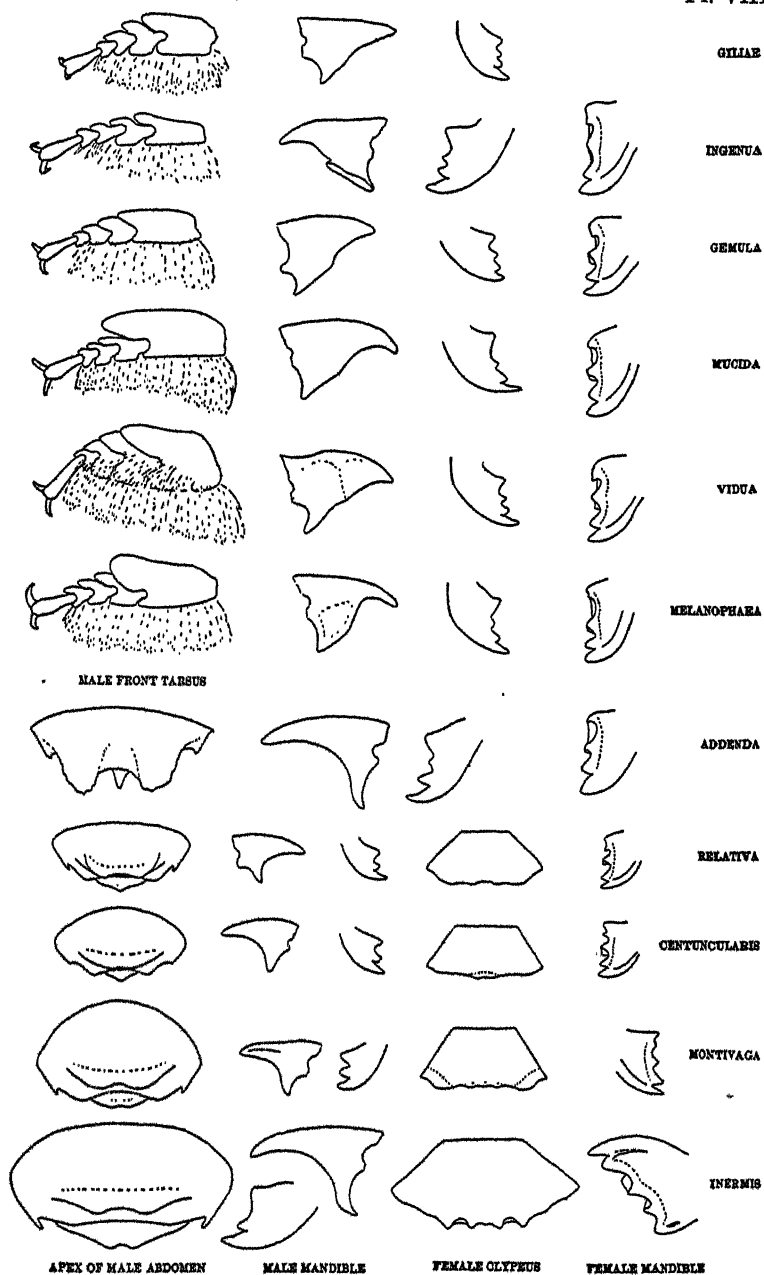 GILIAE
INGENUA
GEMULA
MUCIDA
VIDUA
MELANOPHAEA
MALE FRONT TARSUS
ADDENDA
RELATIVA
CENTUNCULARIS
MONTIVAGA
INERMIS
APEX OF MALE ABDOMEN MALE MANDIBLE FEMALE CLYPEUS FEMALE MANDIBLE